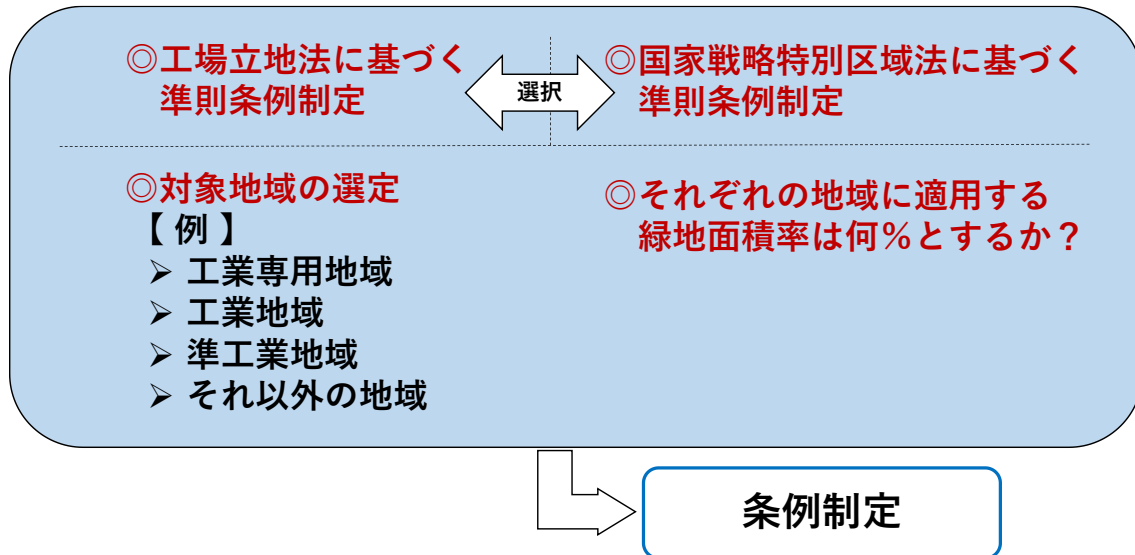 ◎工場立地法に基づく
準則条例制定
選択
◎国家戦略特別区域法に基づく
準則条例制定
◎対象地域の選定
【 例 】
➢ 工業専用地域
➢ 工業地域
➢ 準工業地域
➢ それ以外の地域
◎それぞれの地域に適用する
緑地面積率は何％とするか？
条例制定